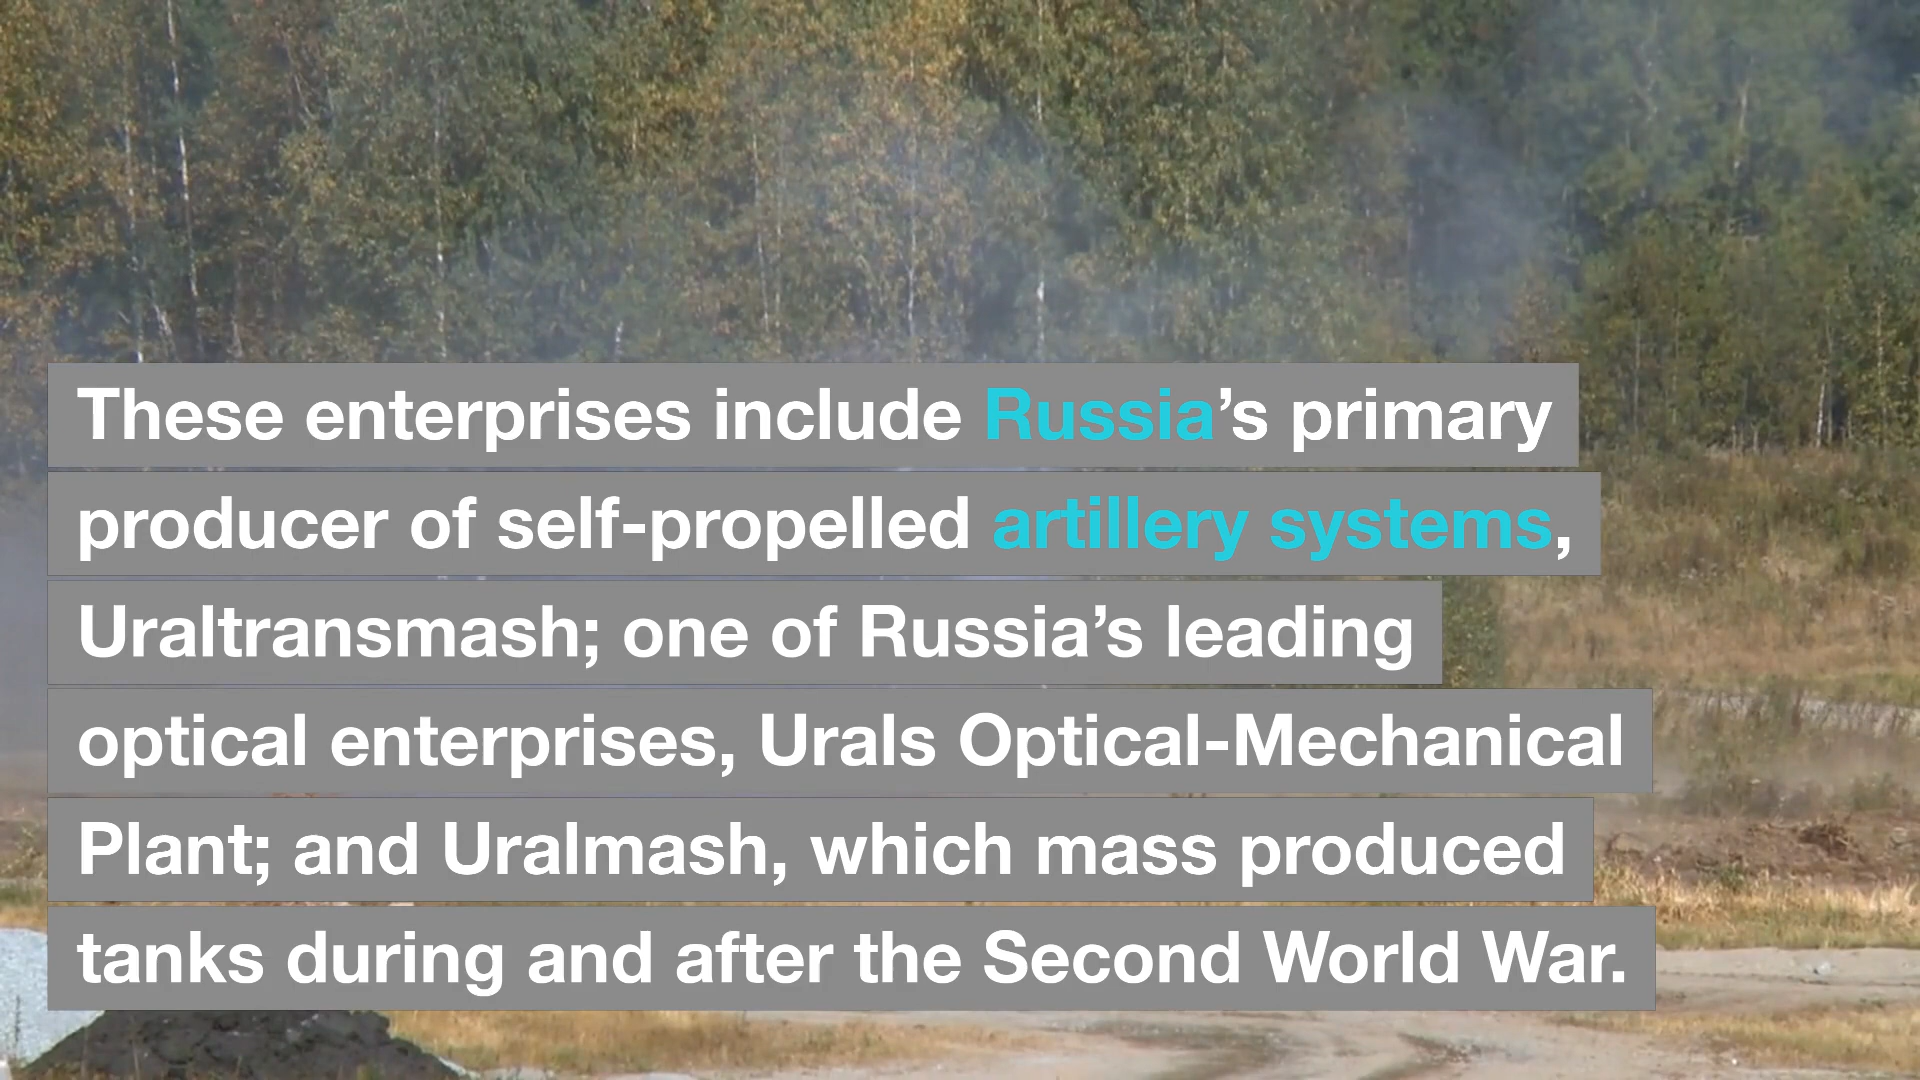 These enterprises include Russia’s primary
producer of self-propelled artillery systems,
Uraltransmash; one of Russia’s leading
optical enterprises, Urals Optical-Mechanical
Plant; and Uralmash, which mass produced
tanks during and after the Second World War.